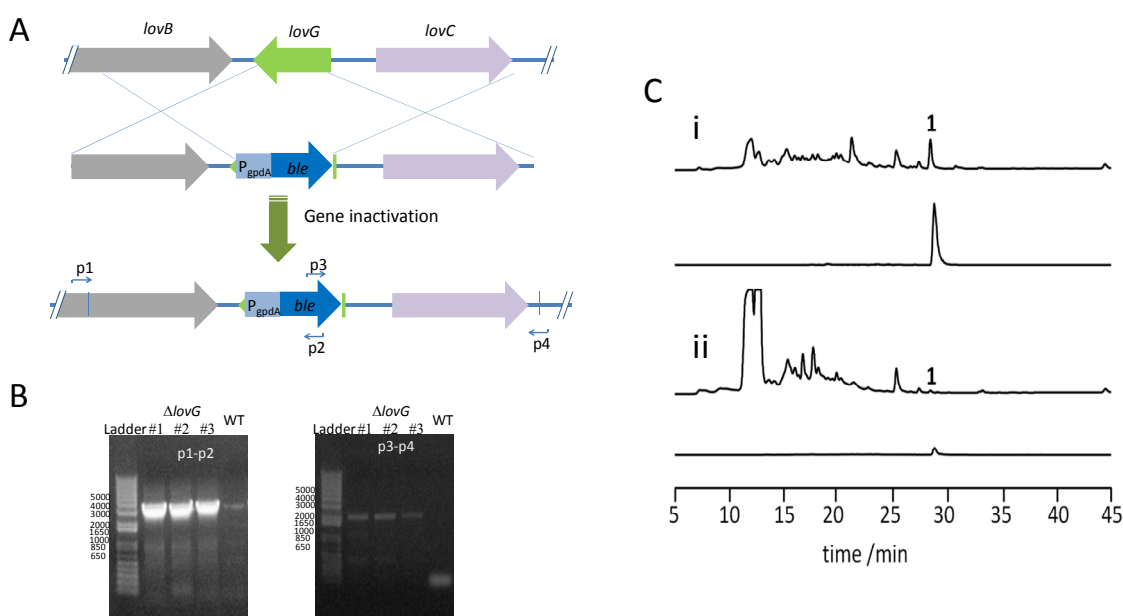 A
lovB lovG lovC
PgpdA ble
Gene inactivation
p1 p3
PgpdA ble
p2 p4
B
ΔlovG
Ladder #1 #2 #3 WT
p1-p2
5000
4000
3000
2000
1650
1000
850
650
ΔlovG
Ladder #1 #2 #3 WT
p3-p4
5000
4000
3000
2000
1650
1000
850
650
C
i
1
ii
1
5 10 15 20 25 30 35 40 45
time /min